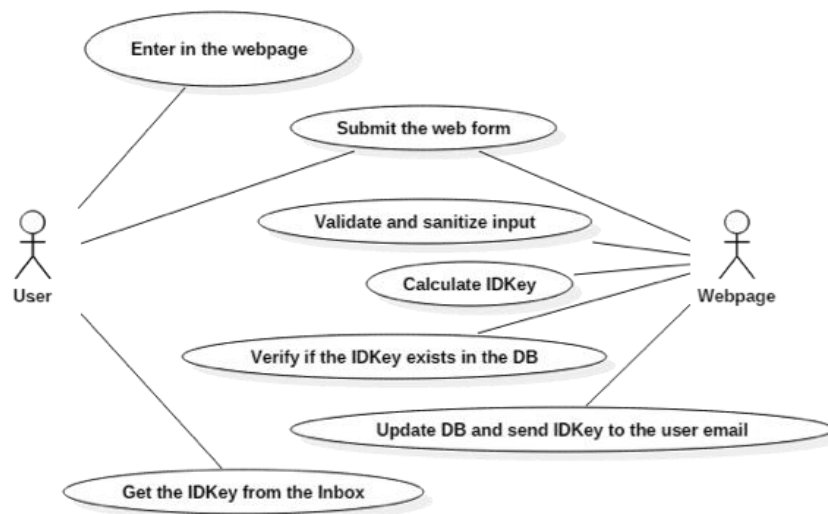 Enter in the webpage
Submit the web form
Validate and sanitize input
Calculate IDKey
User
Webpage
Verify if the IDKey exists in the DB
Update DB and send IDKey to the user email
Get the IDKey from the Inbox